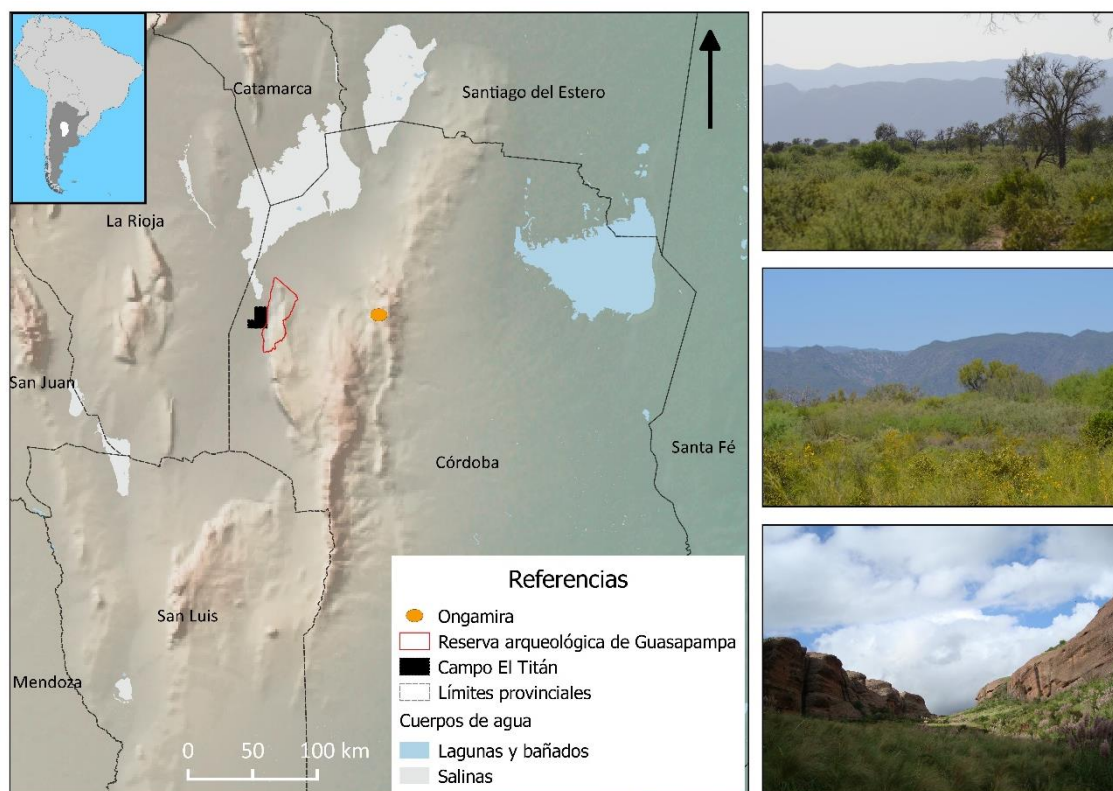 Catamarca
Santiago del Estero
La Rioja
San Juan
Córdoba
Santa Fé
San Luis
Mendoza
0 50 100 km
Referencias
Ongamira
Reserva arqueológica de Guasapampa
Campo El Titán
Límites provinciales
Cuerpos de agua
Lagunas y bañados
Salinas